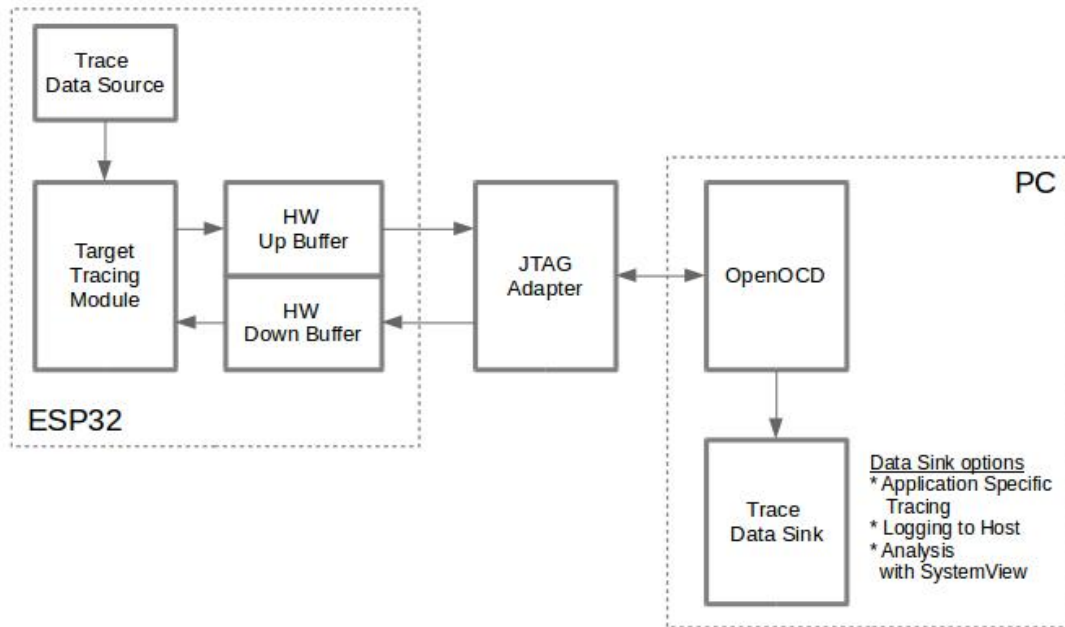 Trace
Data Source
Target
Tracing
Module
HW
Up Buffer
HW
Down Buffer
ESP32
JTAG
Adapter
PC
OpenOCD
Trace
Data Sink
Data Sink options
* Application Specific
Tracing
* Logging to Host
* Analysis
with SystemView